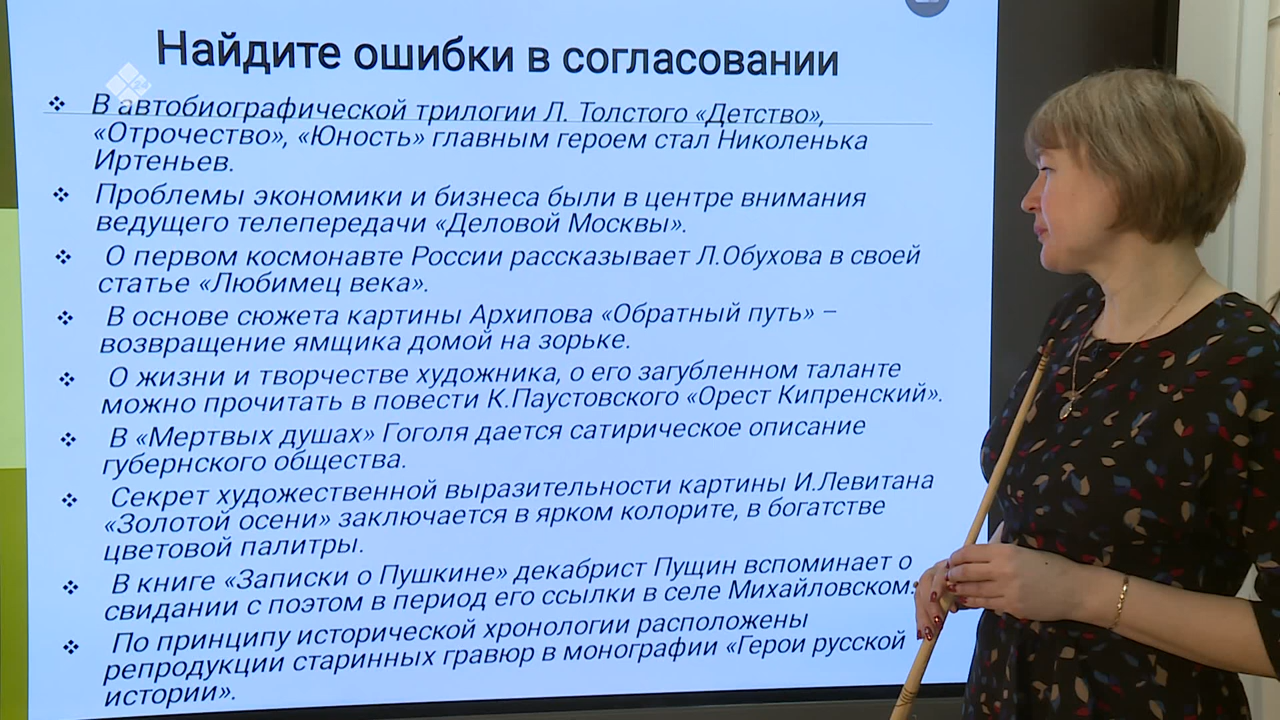 Найдите ошибки в согласовании
В автобиографической трилогии Л. Толстого «Детство»,
«Отрочество», «Юность» главным героем стал Николенька
Иртеньев.
Проблемы экономики и бизнеса были в центре внимания
ведущего телепередачи «Деловой Москвы».
О первом космонавте России рассказывает Л.Обухова в своей
статье «Любимец века».
В основе сюжета картины Архипова «Обратный путь» –
возвращение ямщика домой на зорьке.
О жизни и творчестве художника, о его загубленном таланте
можно прочитать в повести К.Паустовского «Орест Кипренский».
В «Мертвых душах» Гоголя дается сатирическое описание
губернского общества.
Секрет художественной выразительности картины И.Левитана
«Золотой осени» заключается в ярком колорите, в богатстве
цветовой палитры.
В книге «Записки о Пушкине» декабрист Пущин вспоминает о
свидании с поэтом в период его ссылки в селе Михайловском.
По принципу исторической хронологии расположены
репродукции старинных гравюр в монографии «Герои русской
истории».